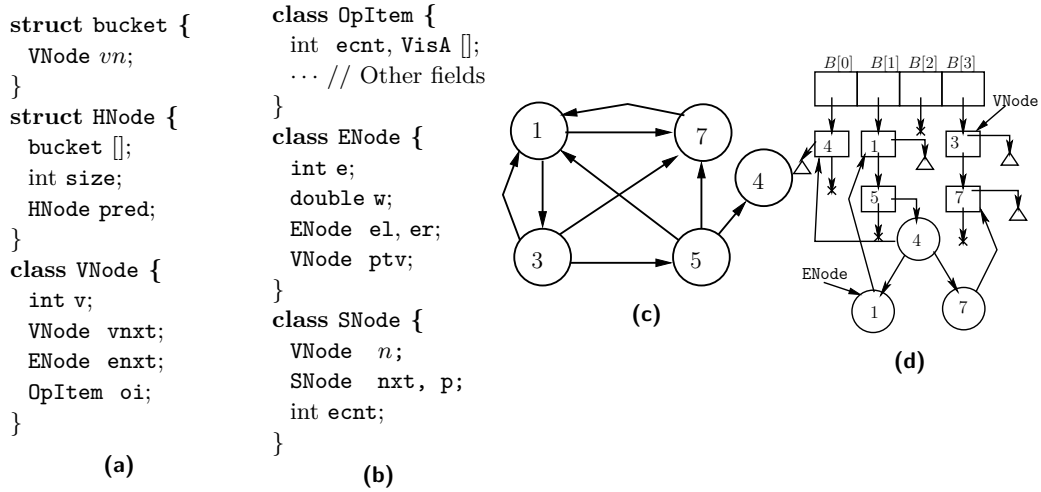 struct bucket {
VNode vn;
}
struct HNode {
bucket [];
int size;
HNode pred;
}
class VNode {
int v;
VNode vnxt;
ENode enxt;
OpItem oi;
}
(a)
class OpItem {
int ecnt, VisA [];
··· // Other fields
}
class ENode {
int e;
double w;
ENode el, er;
VNode ptv;
}
class SNode {
VNode n;
SNode nxt, p;
int ecnt;
}
(b)
1
7
4
3
5
(c)
B[0] B[1] B[2] B[3]
VNode
4
1
3
5
7
4
ENode
1
7
(d)